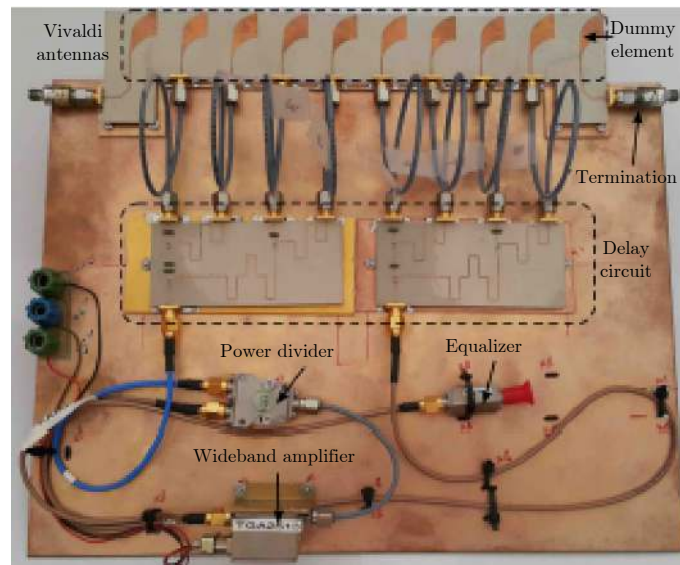 Vivaldi
antennas
Dummy
element
Termination
Delay
circuit
Power divider
Equalizer
Wideband amplifier